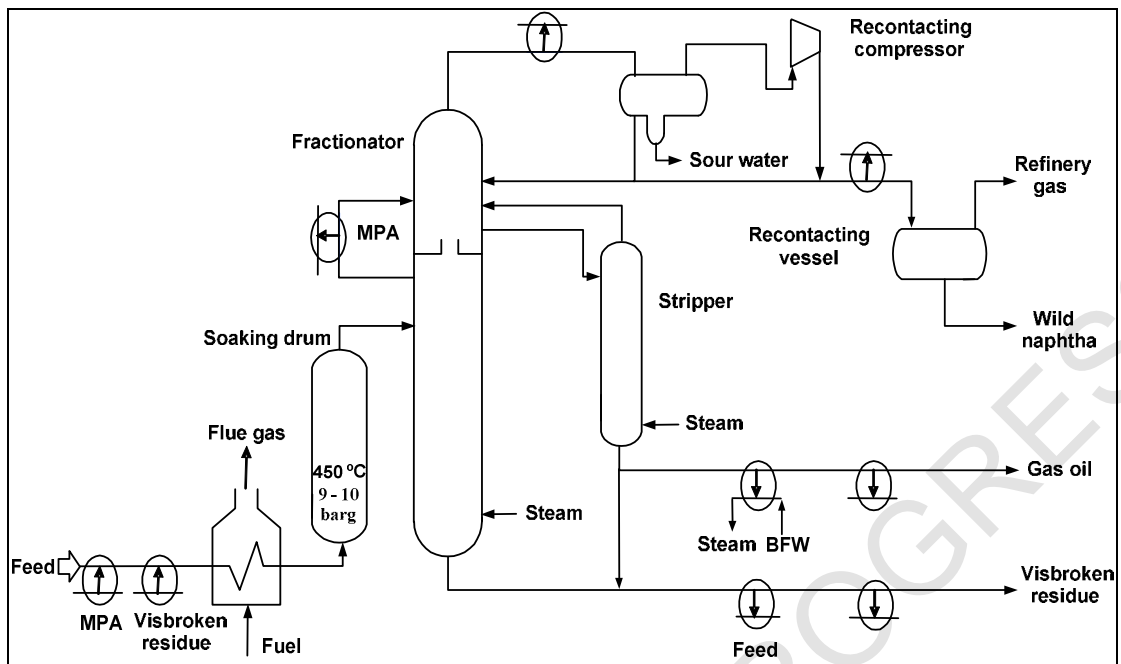 Recontacting
compressor
Fractionator
Sour water
Refinery
gas
MPA
Recontacting
vessel
Stripper
Soaking drum
Wild
naphtha
Flue gas
Steam
450 ºC
9 - 10
barg
Gas oil
Steam
Steam BFW
Feed
MPA
Visbroken
residue
Fuel
Feed
Visbroken
residue